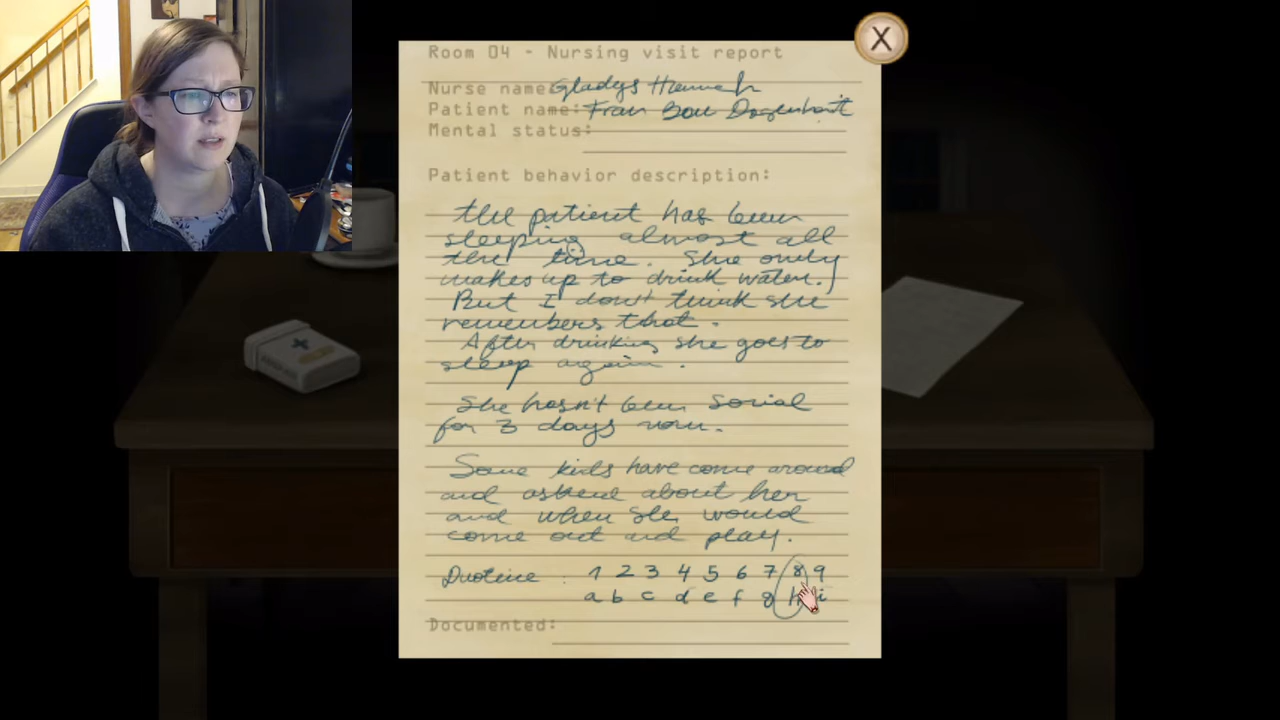 X
Room 04 - Nursing visit report
Nurse name: Gladys
Patient name: Fran Bow Dagenhart
Mental status:
Patient behavior description:
the patient has been
sleeping almost all
the time. She only
wakes up to drink water.
But I don't think she
remembers that.
After drinking she goes to
sleep again.
She hasn't been social
for 3 days now.
Some kids have come around
and asked about her
and when she would
come out and play.
Duotine : 1 2 3 4 5 6 7 8 9
a b c d e f g h i
Documented: